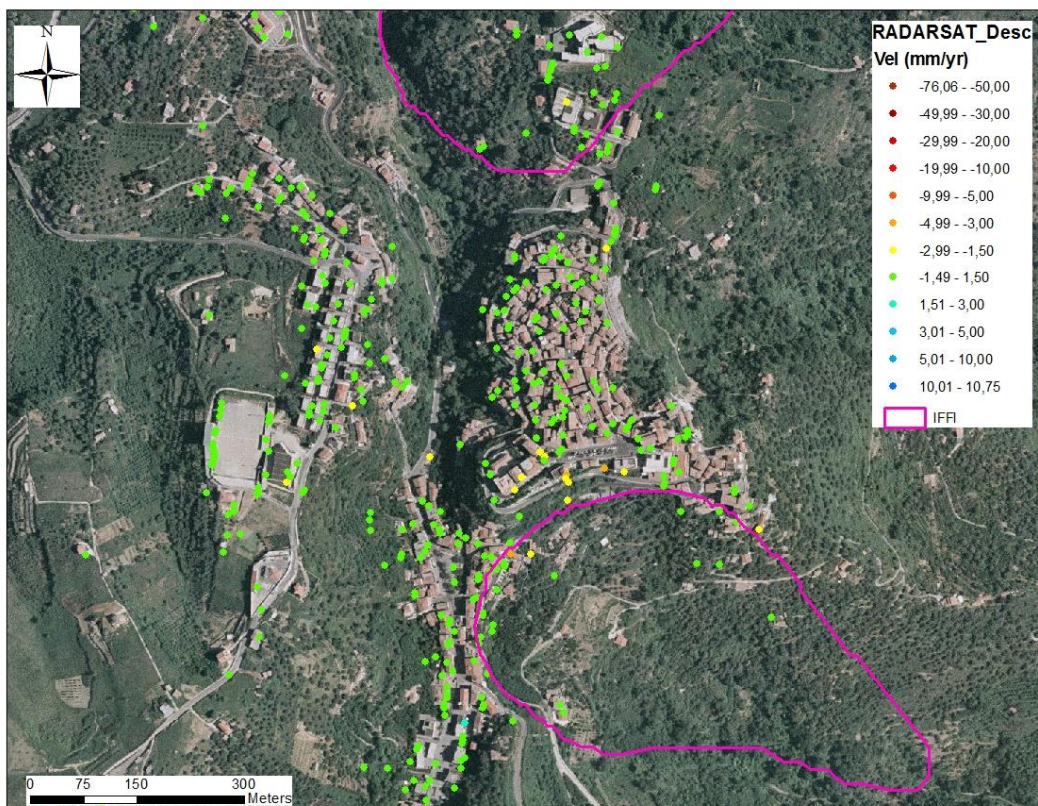 N
RADARSAT_Desc
Vel (mm/yr)
-76,06 - -50,00
-49,99 - -30,00
-29,99 - -20,00
-19,99 - -10,00
-9,99 - -5,00
-4,99 - -3,00
-2,99 - -1,50
-1,49 - 1,50
1,51 - 3,00
3,01 - 5,00
5,01 - 10,00
10,01 - 10,75
IFFI
0 75 150 300
Meters